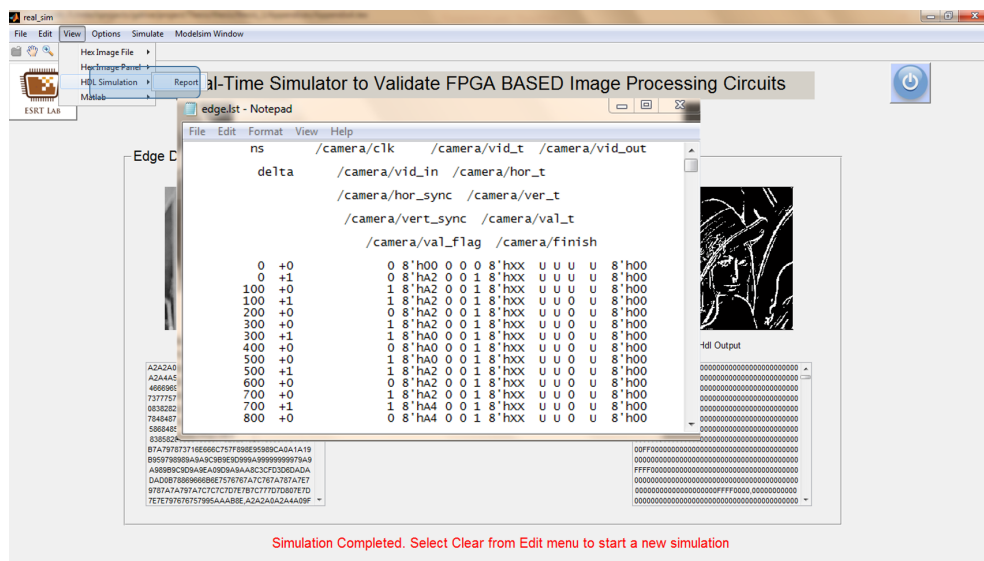 real_sim
File Edit View Options Simulate Modelsim Window
Hex Image File
Hex Image Panel
HDL Simulation
Report
Matlab
ESRT LAB
al-Time Simulator to Validate FPGA BASED Image Processing Circuits
edge.lst - Notepad
File Edit Format View Help
Edge D
ns /camera/clk /camera/vid_t /camera/vid_out
delta /camera/vid_in /camera/hor_t
/camera/hor_sync /camera/ver_t
/camera/vert_sync /camera/val_t
/camera/val_flag /camera/finish
0 +0 0 8'h00 0 0 0 8'hXX U U U U 8'h00
0 +1 0 8'hA2 0 0 1 8'hXX U U U U 8'h00
100 +0 1 8'hA2 0 0 1 8'hXX U U U U 8'h00
100 +1 1 8'hA2 0 0 1 8'hXX U U 0 U 8'h00
200 +0 0 8'hA2 0 0 1 8'hXX U U 0 U 8'h00
300 +0 1 8'hA2 0 0 1 8'hXX U U 0 U 8'h00
300 +1 1 8'hA0 0 0 1 8'hXX U U 0 U 8'h00
400 +0 0 8'hA0 0 0 1 8'hXX U U 0 U 8'h00
500 +0 1 8'hA0 0 0 1 8'hXX U U 0 U 8'h00
500 +1 1 8'hA2 0 0 1 8'hXX U U 0 U 8'h00
600 +0 0 8'hA2 0 0 1 8'hXX U U 0 U 8'h00
700 +0 1 8'hA2 0 0 1 8'hXX U U 0 U 8'h00
700 +1 1 8'hA4 0 0 1 8'hXX U U 0 U 8'h00
800 +0 0 8'hA4 0 0 1 8'hXX U U 0 U 8'h00
Hdl Output
A2A2A0
A2A4A5
4666969
7377757
0838282
7848487
5868485
838582
B7A797873716E666C757F898E95989CA0A1A19
B959798989A9A9C9B9E9D999A99999999979A9
A989B9C9D9A9EA09D9A9AA8C3CFD3D6DADA
DAD0B78869666B6E7576767A7C767A787A7E7
9787A7A797A7C7C7C7D7E7B7C777D7D807E7D
7E7E797676757995AAAB8E,A2A2A0A2A4A09F
Simulation Completed. Select Clear from Edit menu to start a new simulation